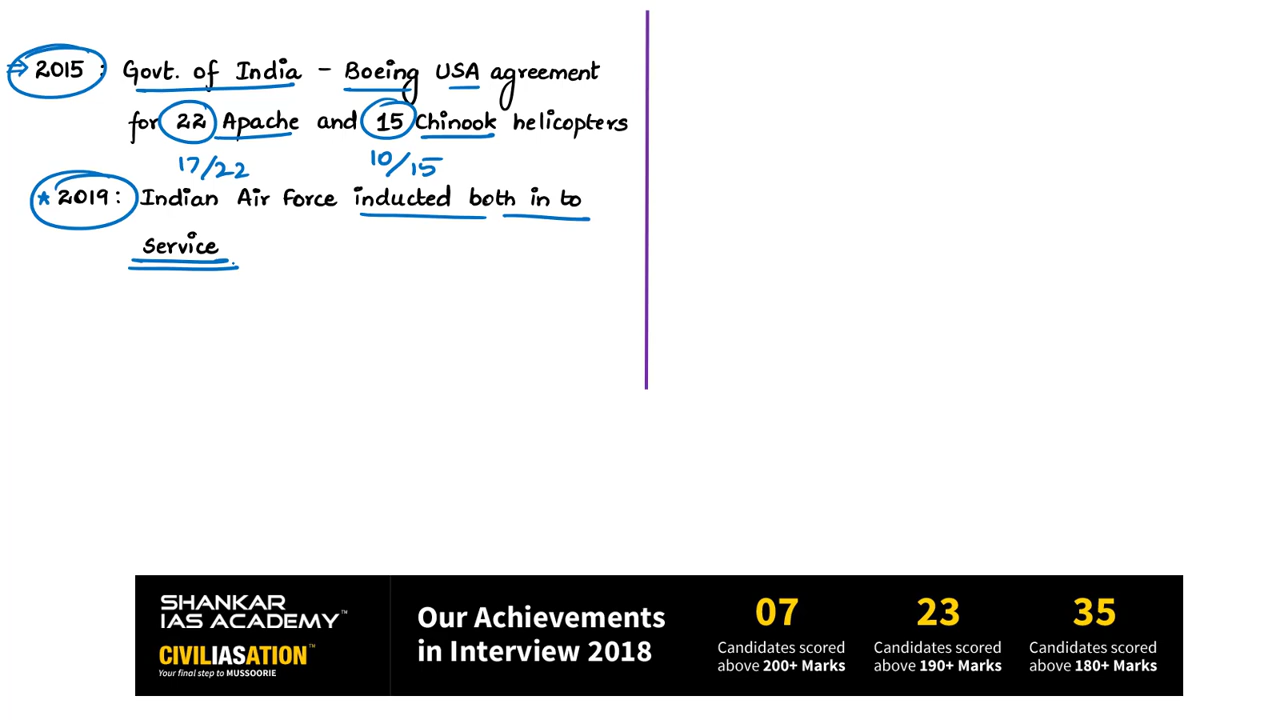 ⇒ 2015 : Govt. of India - Boeing USA agreement
for 22 Apache and 15 Chinook helicopters
17/22 10/15
* 2019 : Indian Air Force inducted both in to
Service.
SHANKAR
IAS ACADEMY™
CIVILIASATION™
Your final step to MUSSOORIE
Our Achievements
in Interview 2018
07
Candidates scored
above 200+ Marks
23
Candidates scored
above 190+ Marks
35
Candidates scored
above 180+ Marks